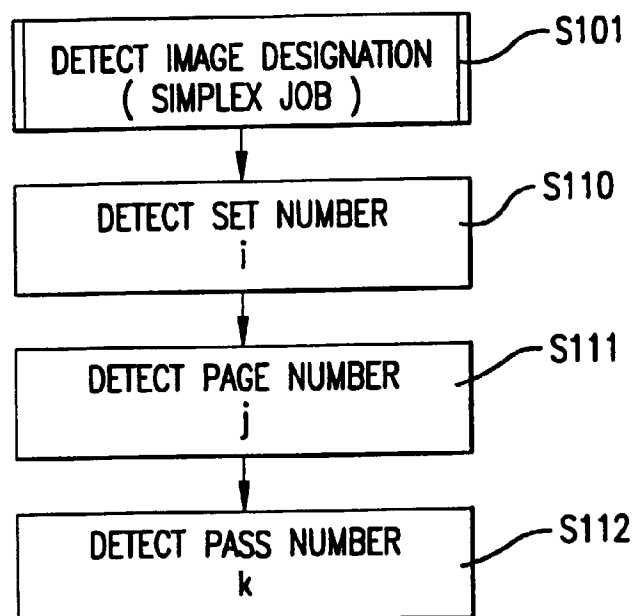 DETECT IMAGE DESIGNATION
( SIMPLEX JOB )
S101
DETECT SET NUMBER
i
S110
DETECT PAGE NUMBER
j
S111
DETECT PASS NUMBER
k
S112